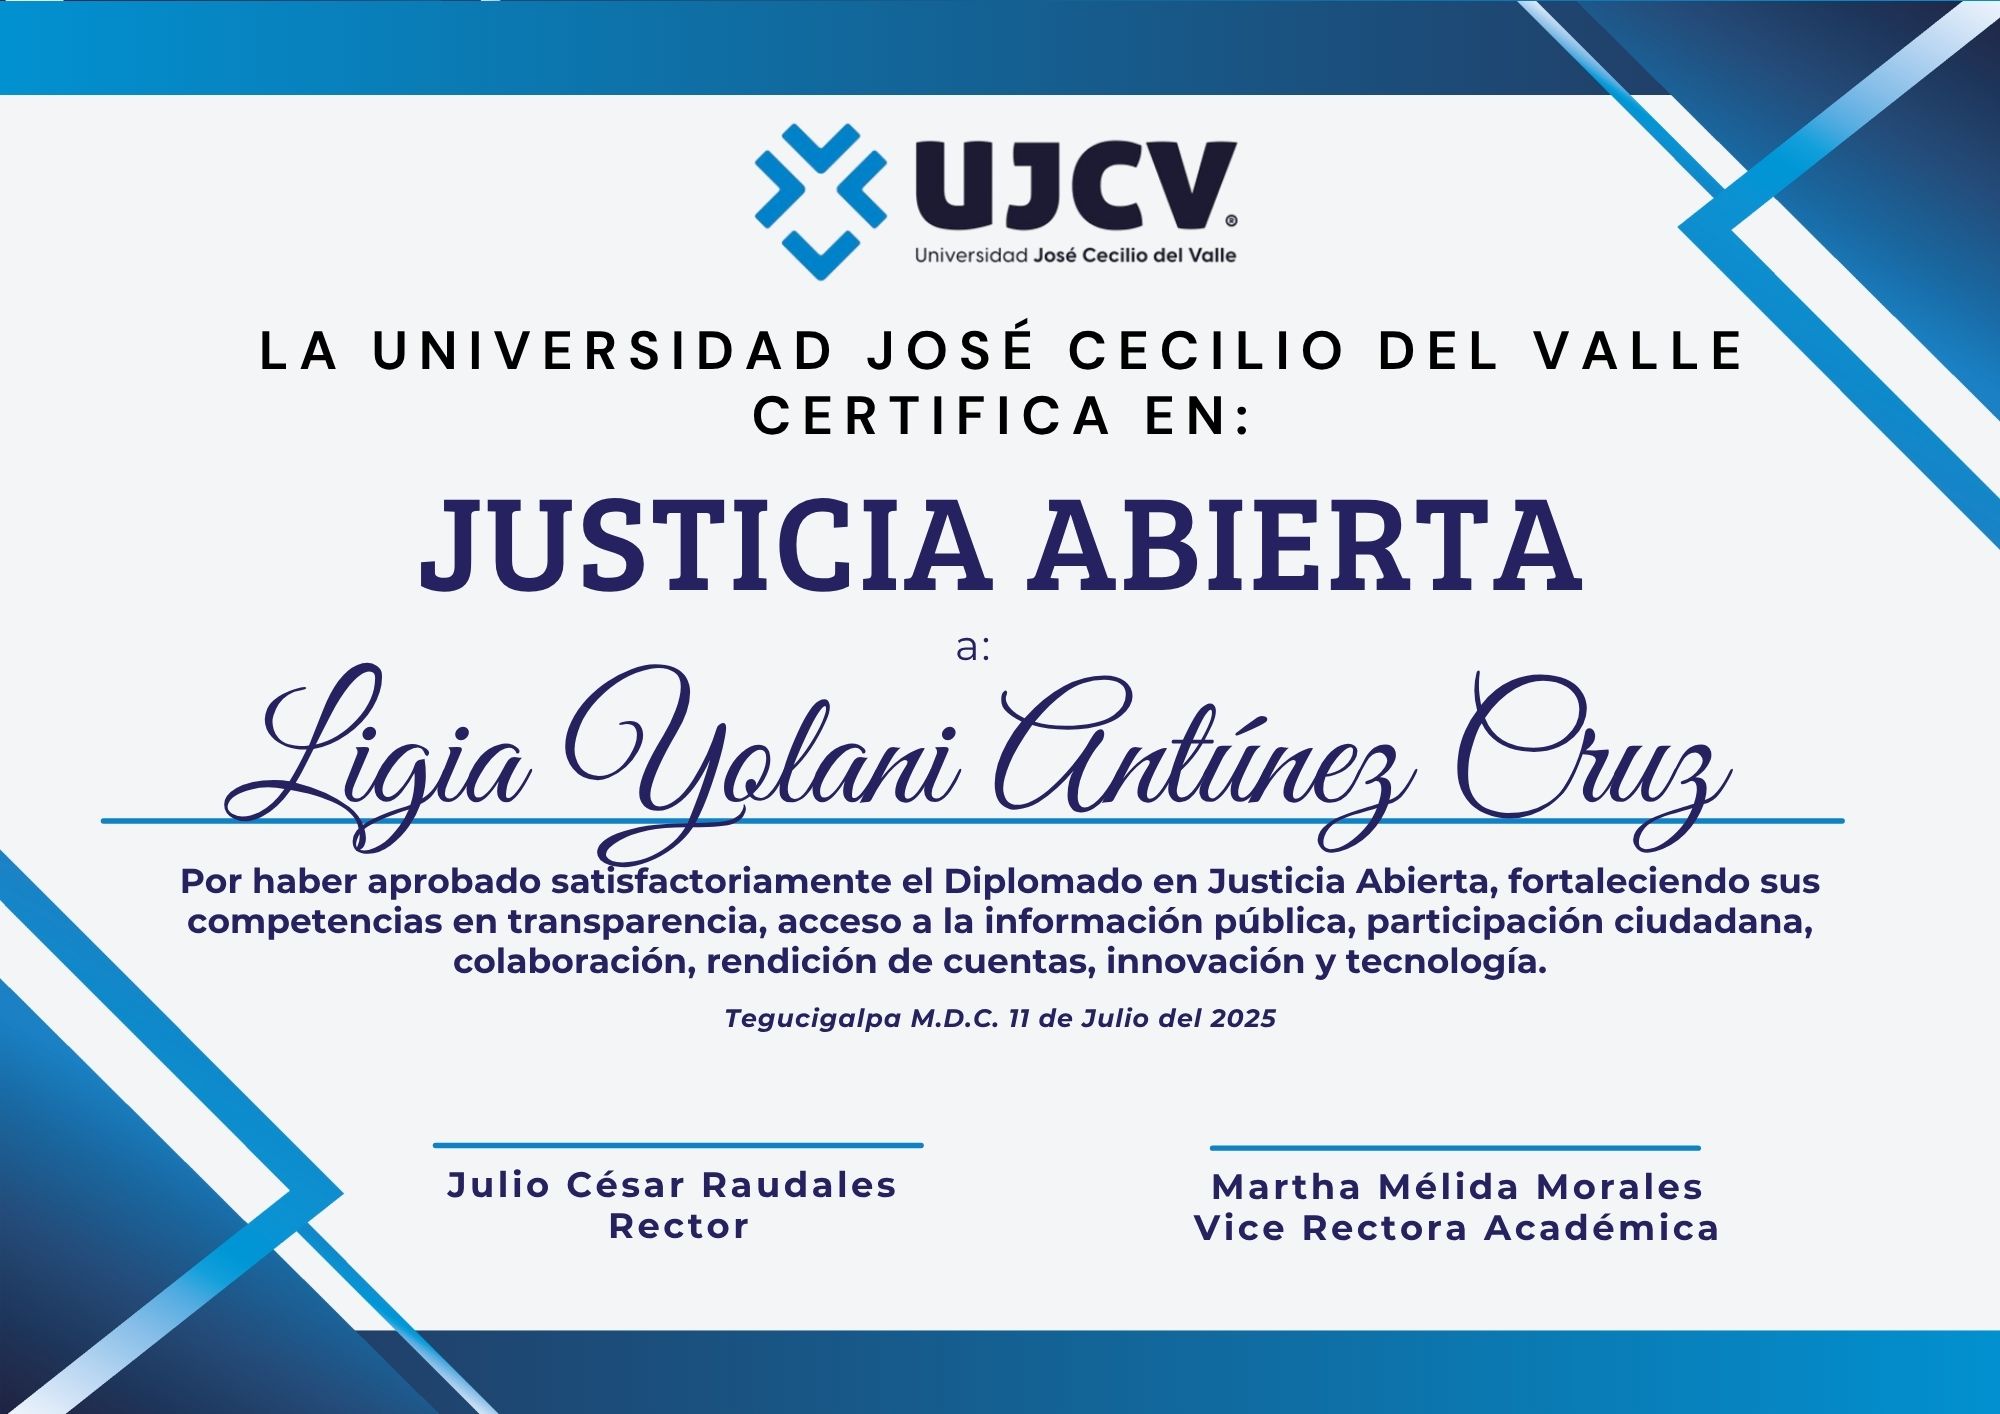 UJCV®
Universidad José Cecilio del Valle
LA UNIVERSIDAD JOSÉ CECILIO DEL VALLE
CERTIFICA EN:
JUSTICIA ABIERTA
a:
Ligia Yolani Antúnez Cruz
Por haber aprobado satisfactoriamente el Diplomado en Justicia Abierta, fortaleciendo sus
competencias en transparencia, acceso a la información pública, participación ciudadana,
colaboración, rendición de cuentas, innovación y tecnología.
Tegucigalpa M.D.C. 11 de Julio del 2025
Julio César Raudales
Rector
Martha Mélida Morales
Vice Rectora Académica